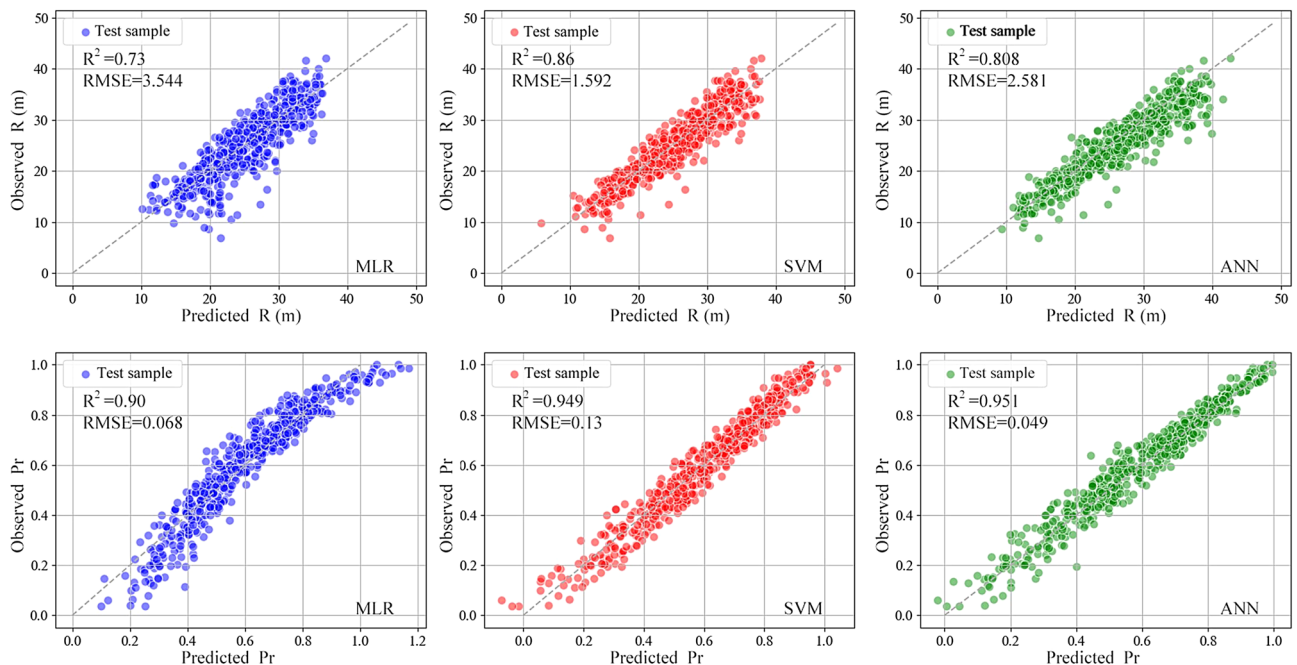 Test sample
R²=0.73
RMSE=3.544
50
40
30
20
10
0
Observed R (m)
MLR
0 10 20 30 40 50
Predicted R (m)
Test sample
R²=0.86
RMSE=1.592
50
40
30
20
10
0
Observed R (m)
SVM
0 10 20 30 40 50
Predicted R (m)
Test sample
R²=0.808
RMSE=2.581
50
40
30
20
10
0
Observed R (m)
ANN
0 10 20 30 40 50
Predicted R (m)
Test sample
R²=0.90
RMSE=0.068
1.0
0.8
0.6
0.4
0.2
0.0
Observed Pr
MLR
0.0 0.2 0.4 0.6 0.8 1.0 1.2
Predicted Pr
Test sample
R²=0.949
RMSE=0.13
1.0
0.8
0.6
0.4
0.2
0.0
Observed Pr
SVM
0.0 0.2 0.4 0.6 0.8 1.0
Predicted Pr
Test sample
R²=0.951
RMSE=0.049
1.0
0.8
0.6
0.4
0.2
0.0
Observed Pr
ANN
0.0 0.2 0.4 0.6 0.8 1.0
Predicted Pr